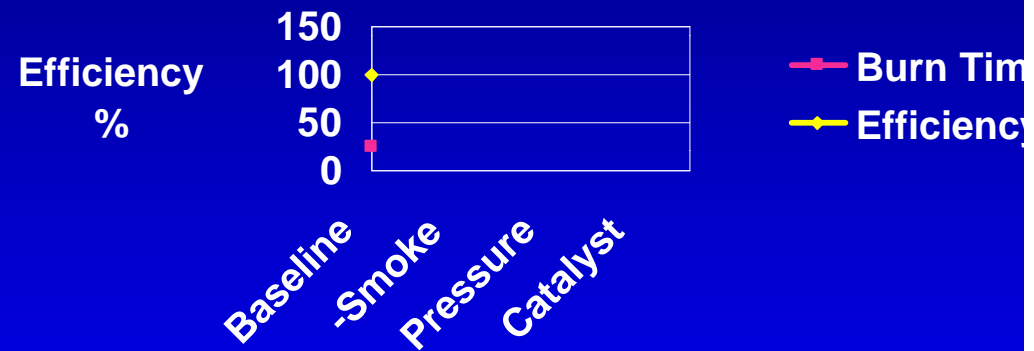 Efficiency
%
150
100
50
0
Baseline
-Smoke
Pressure
Catalyst
Burn Tim
Efficiency